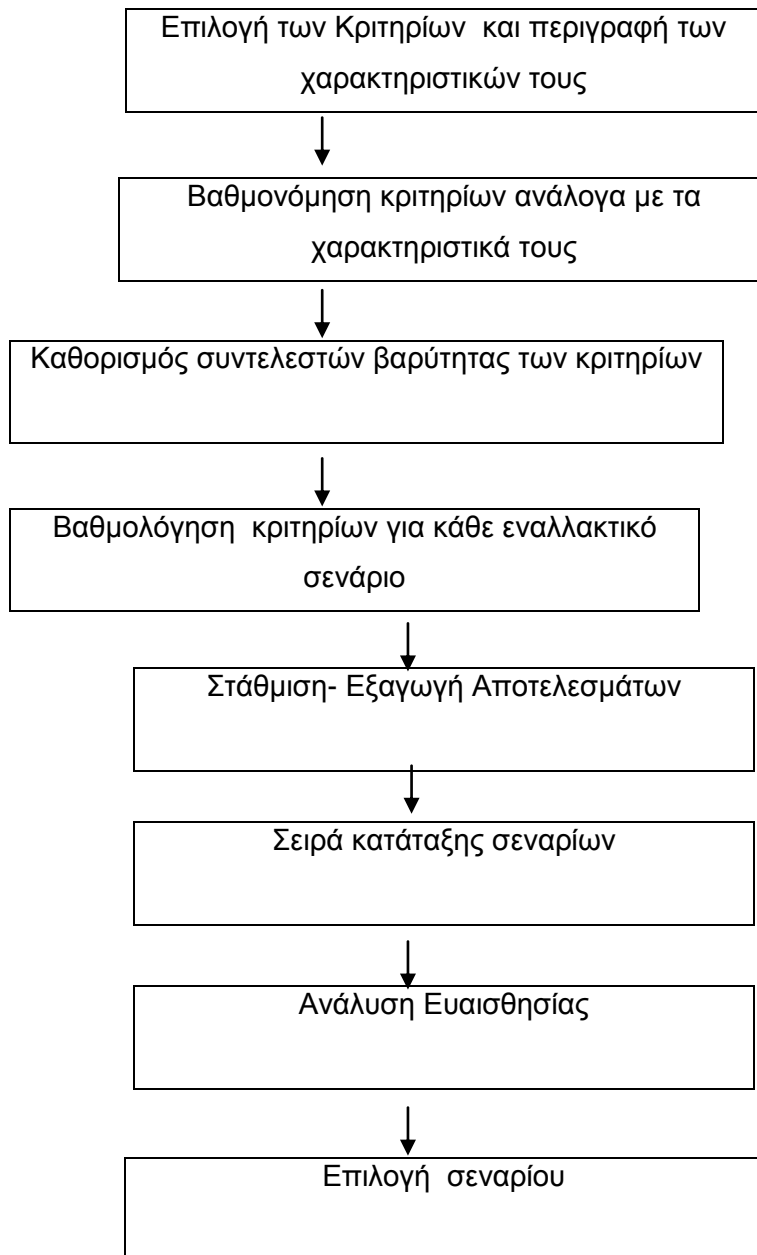 Επιλογή των Κριτηρίων και περιγραφή των
χαρακτηριστικών τους
Βαθμονόμηση κριτηρίων ανάλογα με τα
χαρακτηριστικά τους
Καθορισμός συντελεστών βαρύτητας των κριτηρίων
Βαθμολόγηση κριτηρίων για κάθε εναλλακτικό
σενάριο
Στάθμιση- Εξαγωγή Αποτελεσμάτων
Σειρά κατάταξης σεναρίων
Ανάλυση Ευαισθησίας
Επιλογή σεναρίου